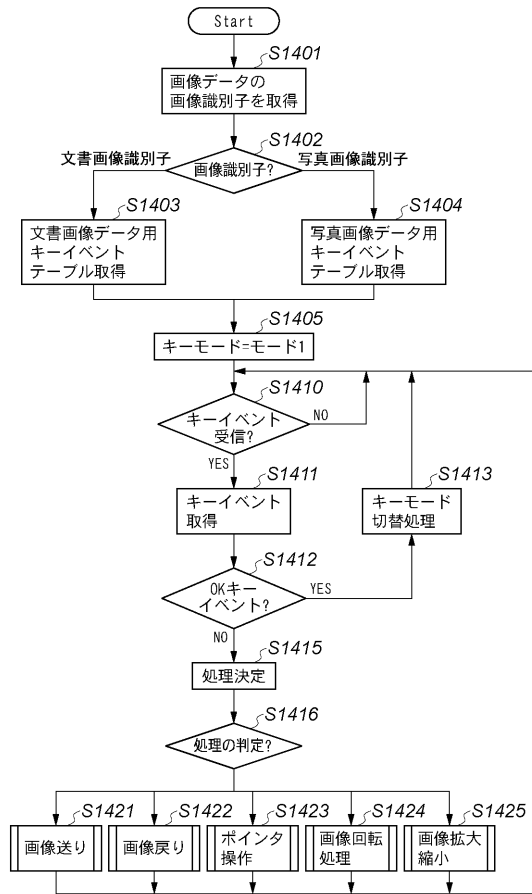 Start
S1401
画像データの
画像識別子を取得
S1402
文書画像識別子
画像識別子?
写真画像識別子
S1403
文書画像データ用
キーイベント
テーブル取得
S1404
写真画像データ用
キーイベント
テーブル取得
S1405
キーモード=モード1
S1410
キーイベント
受信?
NO
YES
S1411
キーイベント
取得
S1413
キーモード
切替処理
S1412
OKキー
イベント?
YES
NO
S1415
処理決定
S1416
処理の判定?
S1421
画像送り
S1422
画像戻り
S1423
ポインタ
操作
S1424
画像回転
処理
S1425
画像拡大
縮小